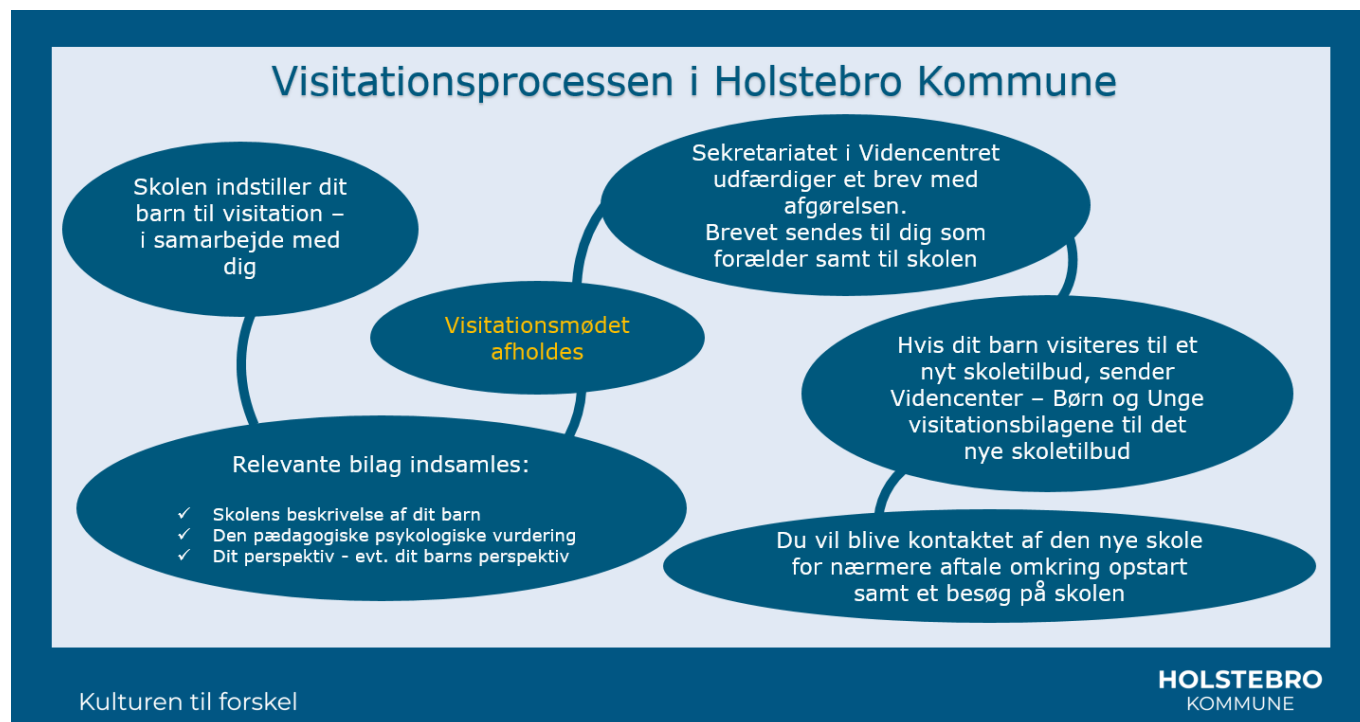 Visitationsprocessen i Holstebro Kommune
Skolen indstiller dit
barn til visitation –
i samarbejde med
dig
Relevante bilag indsamles:
✓ Skolens beskrivelse af dit barn
✓ Den pædagogiske psykologiske vurdering
✓ Dit perspektiv - evt. dit barns perspektiv
Visitationsmødet
afholdes
Sekretariatet i Videncentret
udfærdiger et brev med
afgørelsen.
Brevet sendes til dig som
forælder samt til skolen
Hvis dit barn visiteres til et
nyt skoletilbud, sender
Videncenter – Børn og Unge
visitationsbilagene til det
nye skoletilbud
Du vil blive kontaktet af den nye skole
for nærmere aftale omkring opstart
samt et besøg på skolen
Kulturen til forskel
HOLSTEBRO
KOMMUNE